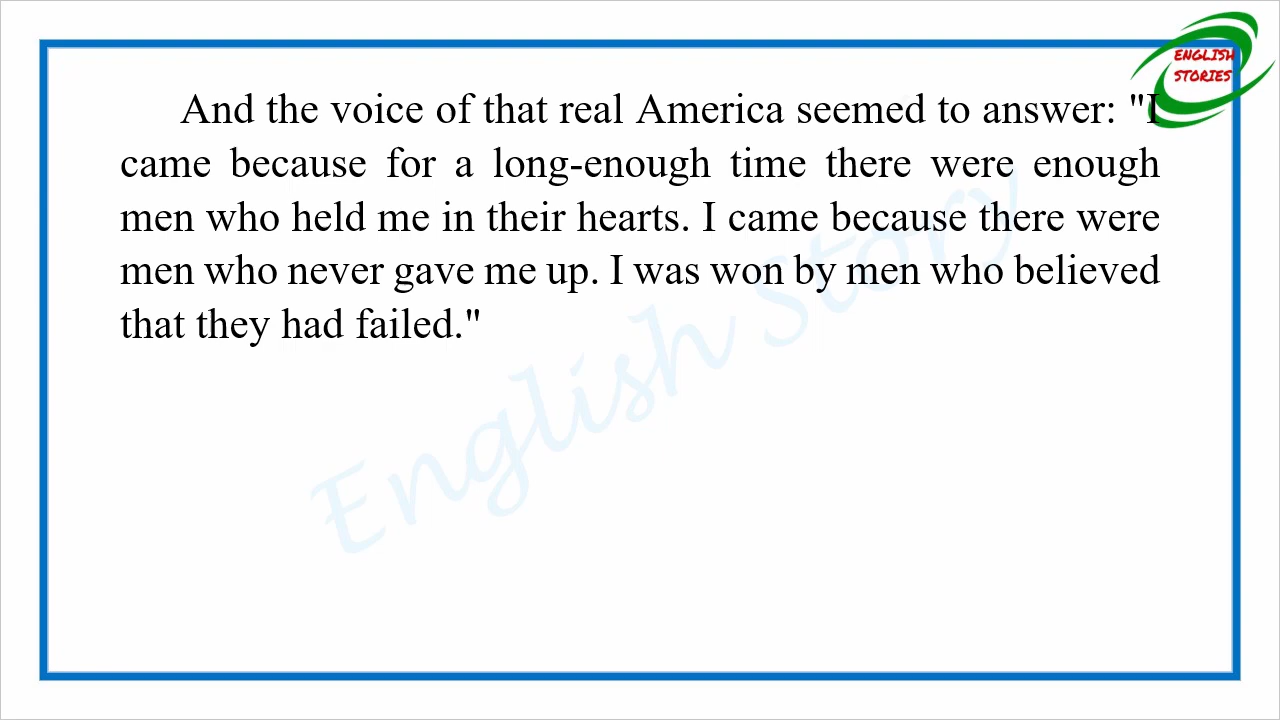 ENGLISH
STORIES
And the voice of that real America seemed to answer: "I
came because for a long-enough time there were enough
men who held me in their hearts. I came because there were
men who never gave me up. I was won by men who believed
that they had failed."
English Story